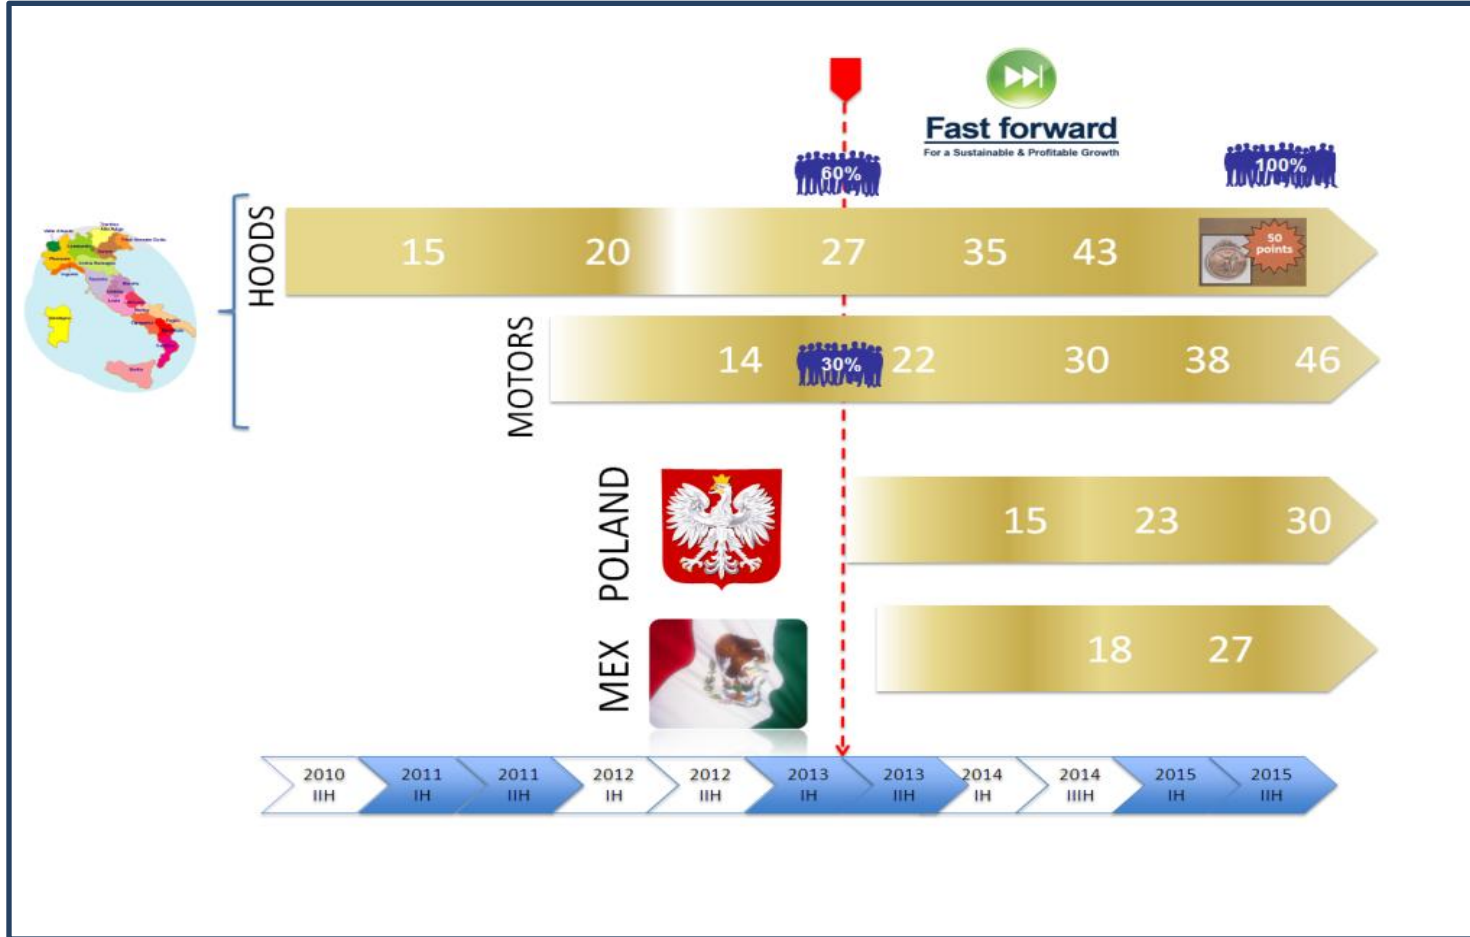 Fast forward
For a Sustainable & Profitable Growth
60%
100%
HOODS
15
20
27
35
43
50
points
MOTORS
14
30%
22
30
38
46
POLAND
15
23
30
MEX
18
27
2010
IIH
2011
IH
2011
IIH
2012
IH
2012
IIH
2013
IH
2013
IIH
2014
IH
2014
IIIH
2015
IH
2015
IIH